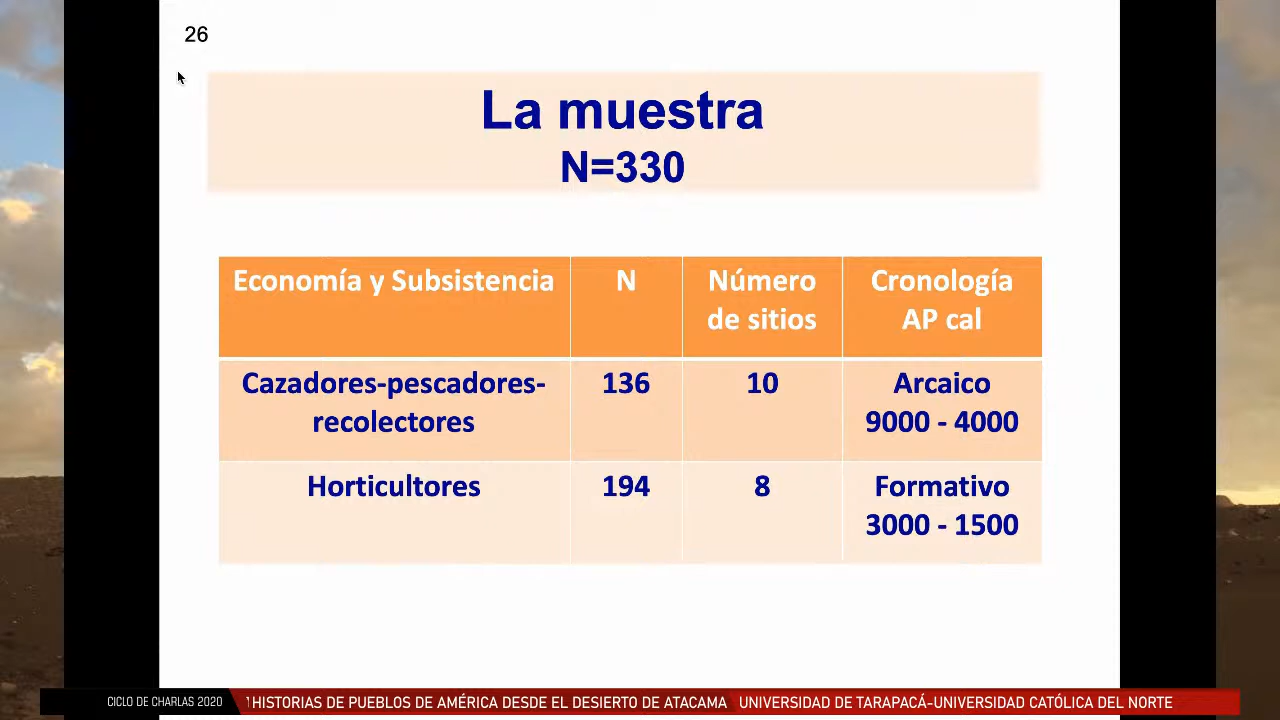 26
La muestra
N=330
Economía y Subsistencia N Número de sitios Cronología AP cal
Cazadores-pescadores-recolectores 136 10 Arcaico 9000 - 4000
Horticultores 194 8 Formativo 3000 - 1500
CICLO DE CHARLAS 2020 HISTORIAS DE PUEBLOS DE AMÉRICA DESDE EL DESIERTO DE ATACAMA UNIVERSIDAD DE TARAPACÁ-UNIVERSIDAD CATÓLICA DEL NORTE